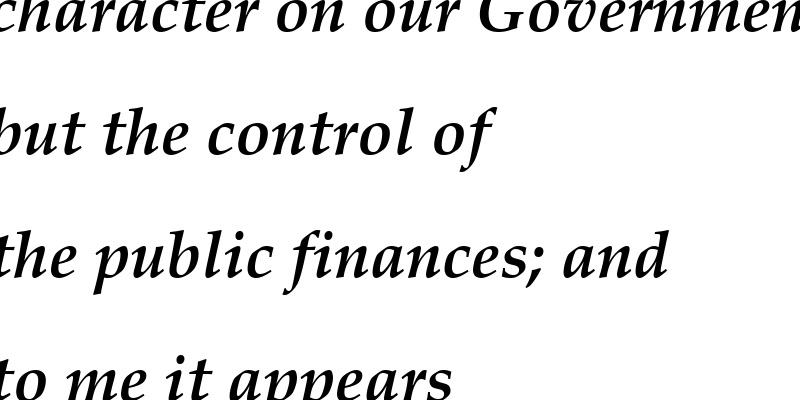 character on our Governmen
but the control of
the public finances; and
to me it appears